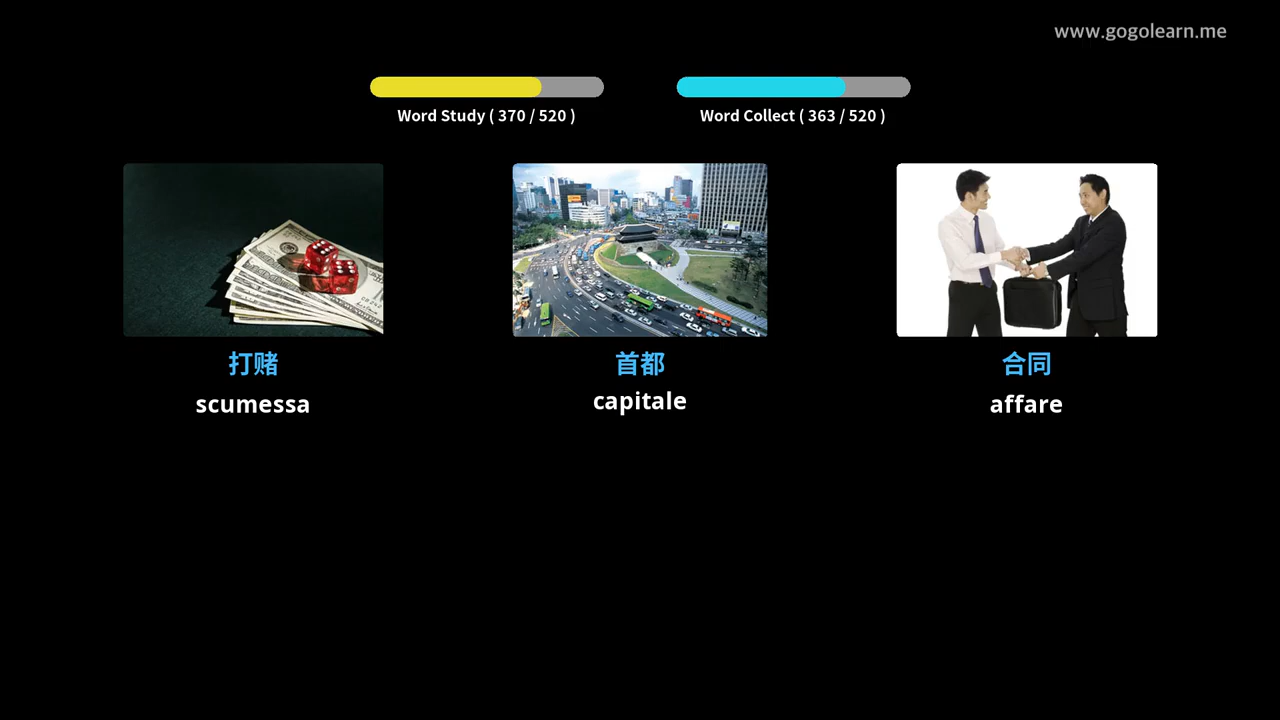 www.gogolearn.me
Word Study ( 370 / 520 )
Word Collect ( 363 / 520 )
打赌
首都
合同
scumessa
capitale
affare